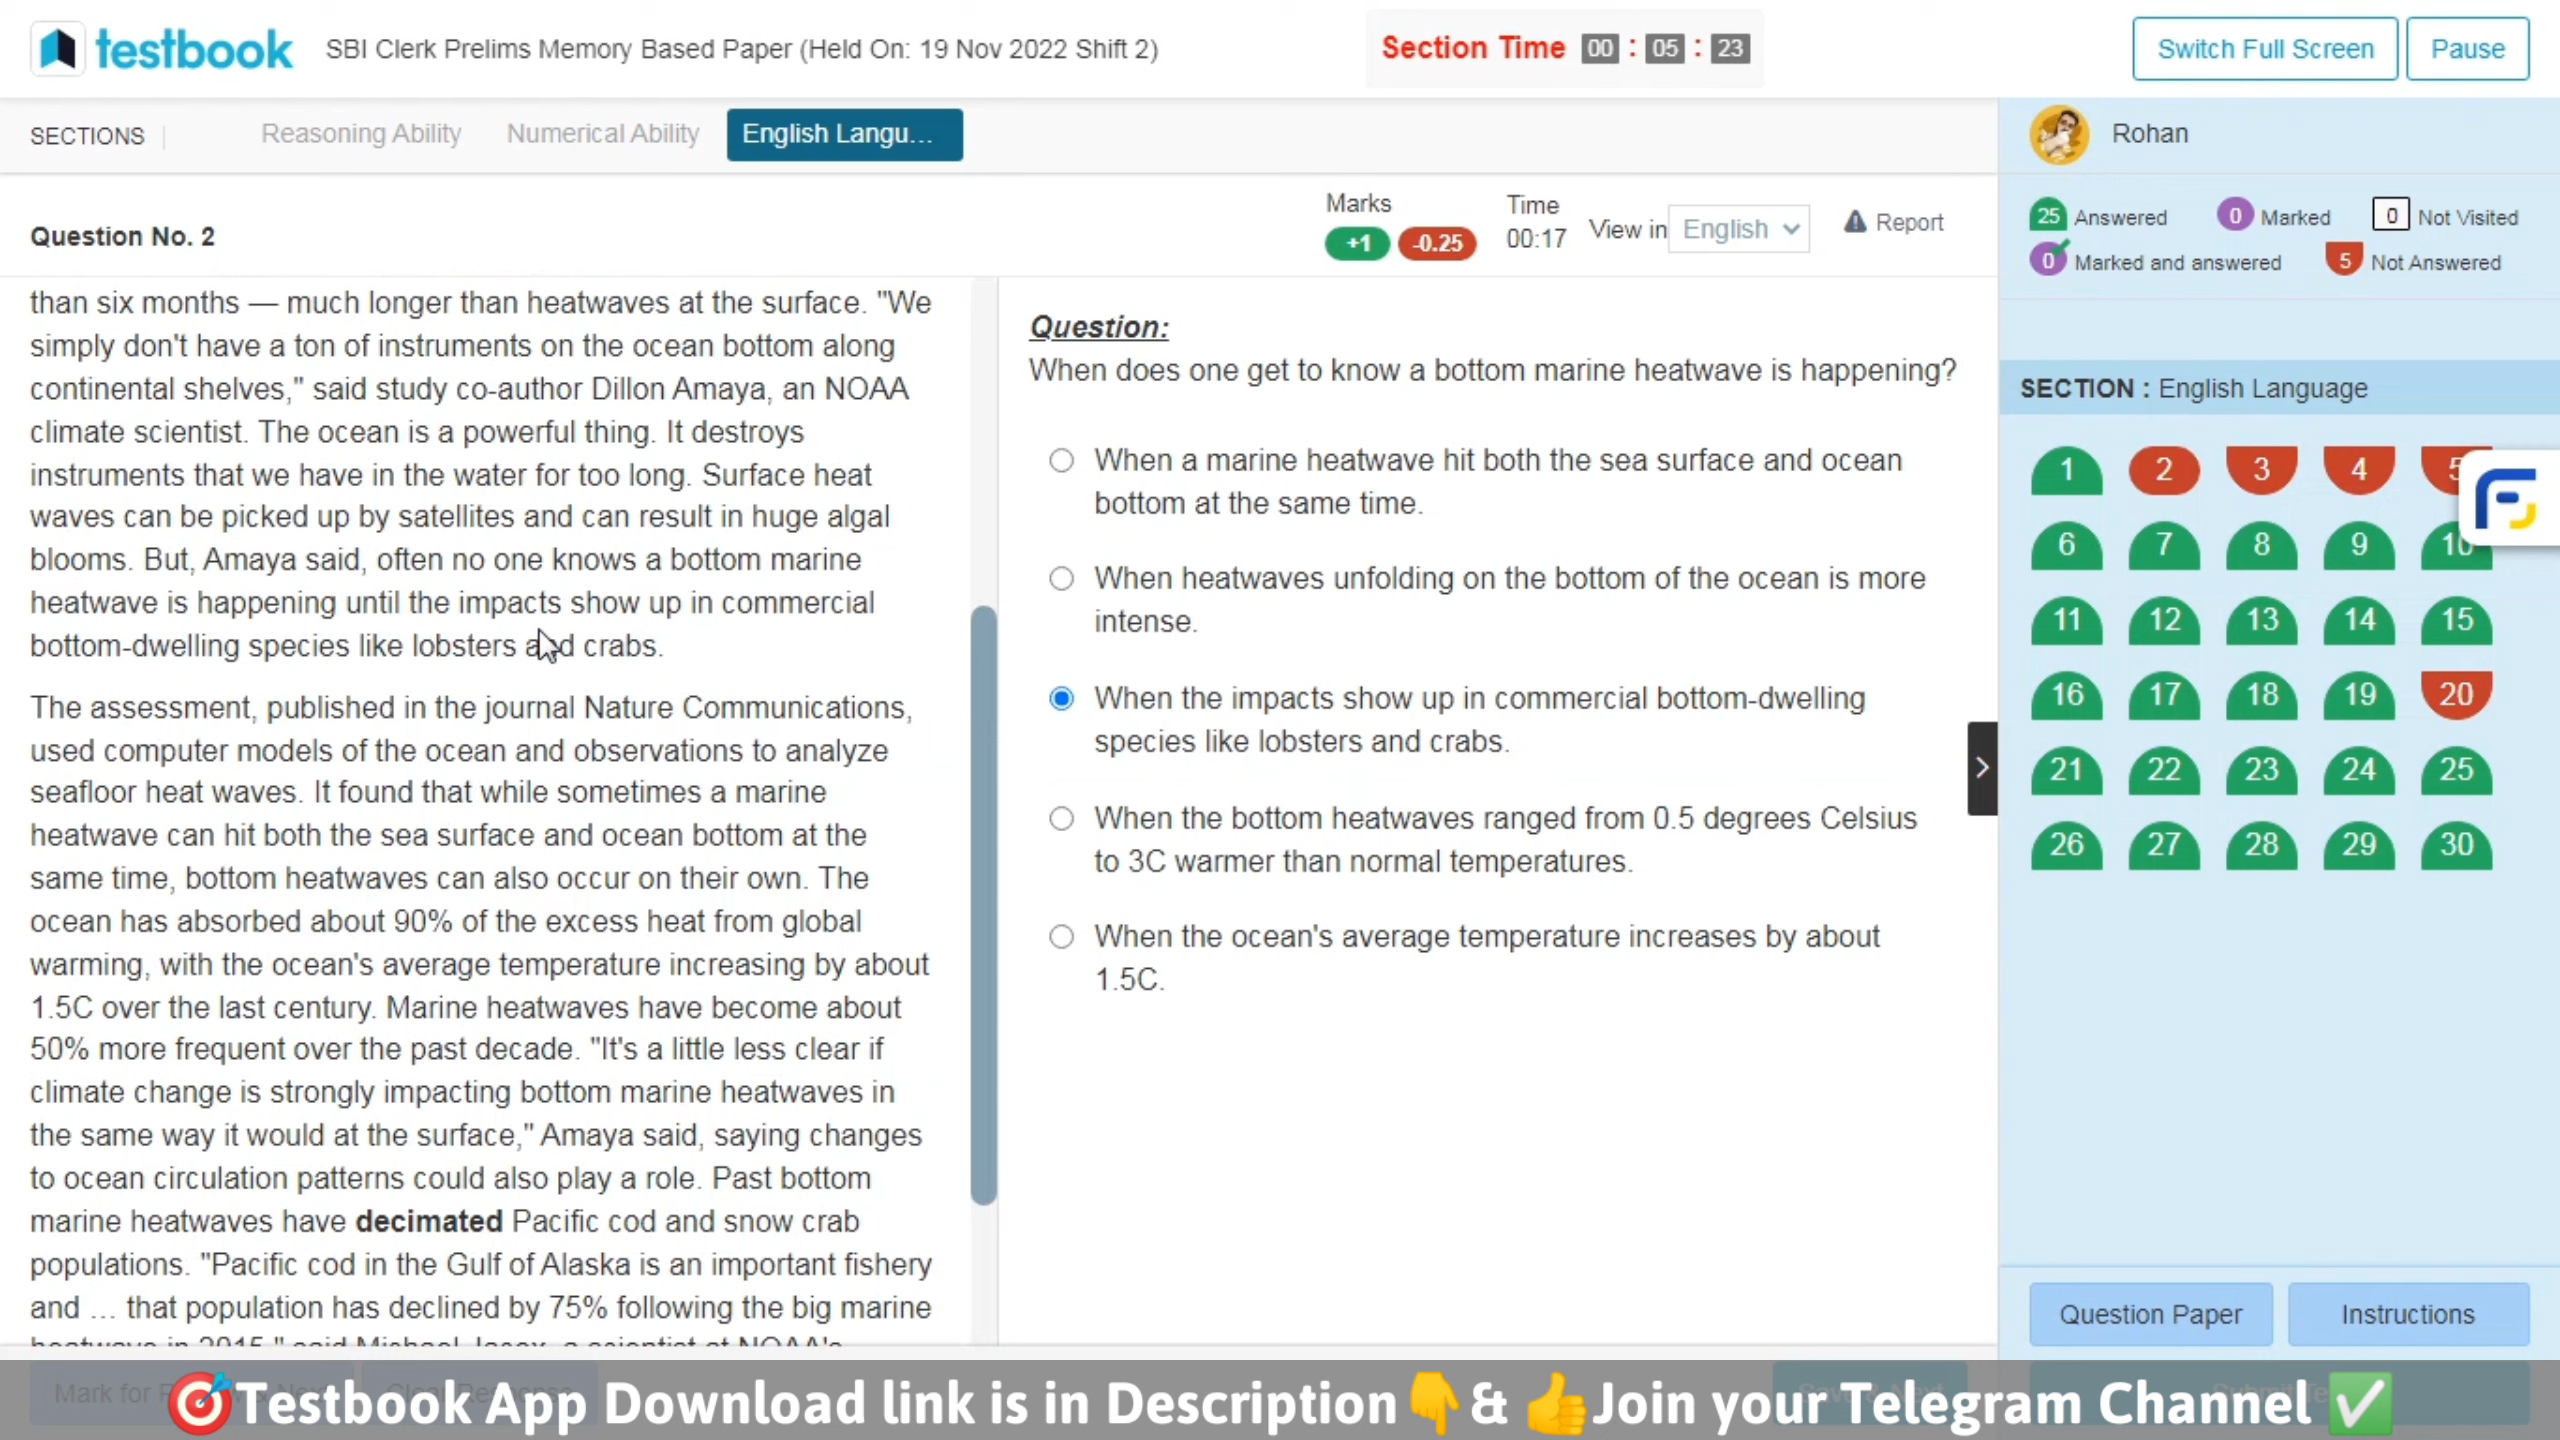 testbook
SBI Clerk Prelims Memory Based Paper (Held On: 19 Nov 2022 Shift 2)
Section Time 00 : 05 : 23
Switch Full Screen
Pause
SECTIONS
Reasoning Ability
Numerical Ability
English Langu...
Rohan
Question No. 2
Marks
+1 -0.25
Time
00:17
View in English
Report
25 Answered
0 Marked
0 Not Visited
0 Marked and answered
5 Not Answered
than six months — much longer than heatwaves at the surface. "We
simply don't have a ton of instruments on the ocean bottom along
continental shelves," said study co-author Dillon Amaya, an NOAA
climate scientist. The ocean is a powerful thing. It destroys
instruments that we have in the water for too long. Surface heat
waves can be picked up by satellites and can result in huge algal
blooms. But, Amaya said, often no one knows a bottom marine
heatwave is happening until the impacts show up in commercial
bottom-dwelling species like lobsters and crabs.
The assessment, published in the journal Nature Communications,
used computer models of the ocean and observations to analyze
seafloor heat waves. It found that while sometimes a marine
heatwave can hit both the sea surface and ocean bottom at the
same time, bottom heatwaves can also occur on their own. The
ocean has absorbed about 90% of the excess heat from global
warming, with the ocean's average temperature increasing by about
1.5C over the last century. Marine heatwaves have become about
50% more frequent over the past decade. "It's a little less clear if
climate change is strongly impacting bottom marine heatwaves in
the same way it would at the surface," Amaya said, saying changes
to ocean circulation patterns could also play a role. Past bottom
marine heatwaves have decimated Pacific cod and snow crab
populations. "Pacific cod in the Gulf of Alaska is an important fishery
and ... that population has declined by 75% following the big marine
heatwave in 2015," said Michael Jacox, a scientist at NOAA's
Question:
When does one get to know a bottom marine heatwave is happening?
When a marine heatwave hit both the sea surface and ocean
bottom at the same time.
When heatwaves unfolding on the bottom of the ocean is more
intense.
When the impacts show up in commercial bottom-dwelling
species like lobsters and crabs.
When the bottom heatwaves ranged from 0.5 degrees Celsius
to 3C warmer than normal temperatures.
When the ocean's average temperature increases by about
1.5C.
SECTION : English Language
1 2 3 4 5
6 7 8 9 10
11 12 13 14 15
16 17 18 19 20
21 22 23 24 25
26 27 28 29 30
Question Paper
Instructions
Mark for
Testbook App Download link is in Description & Join your Telegram Channel